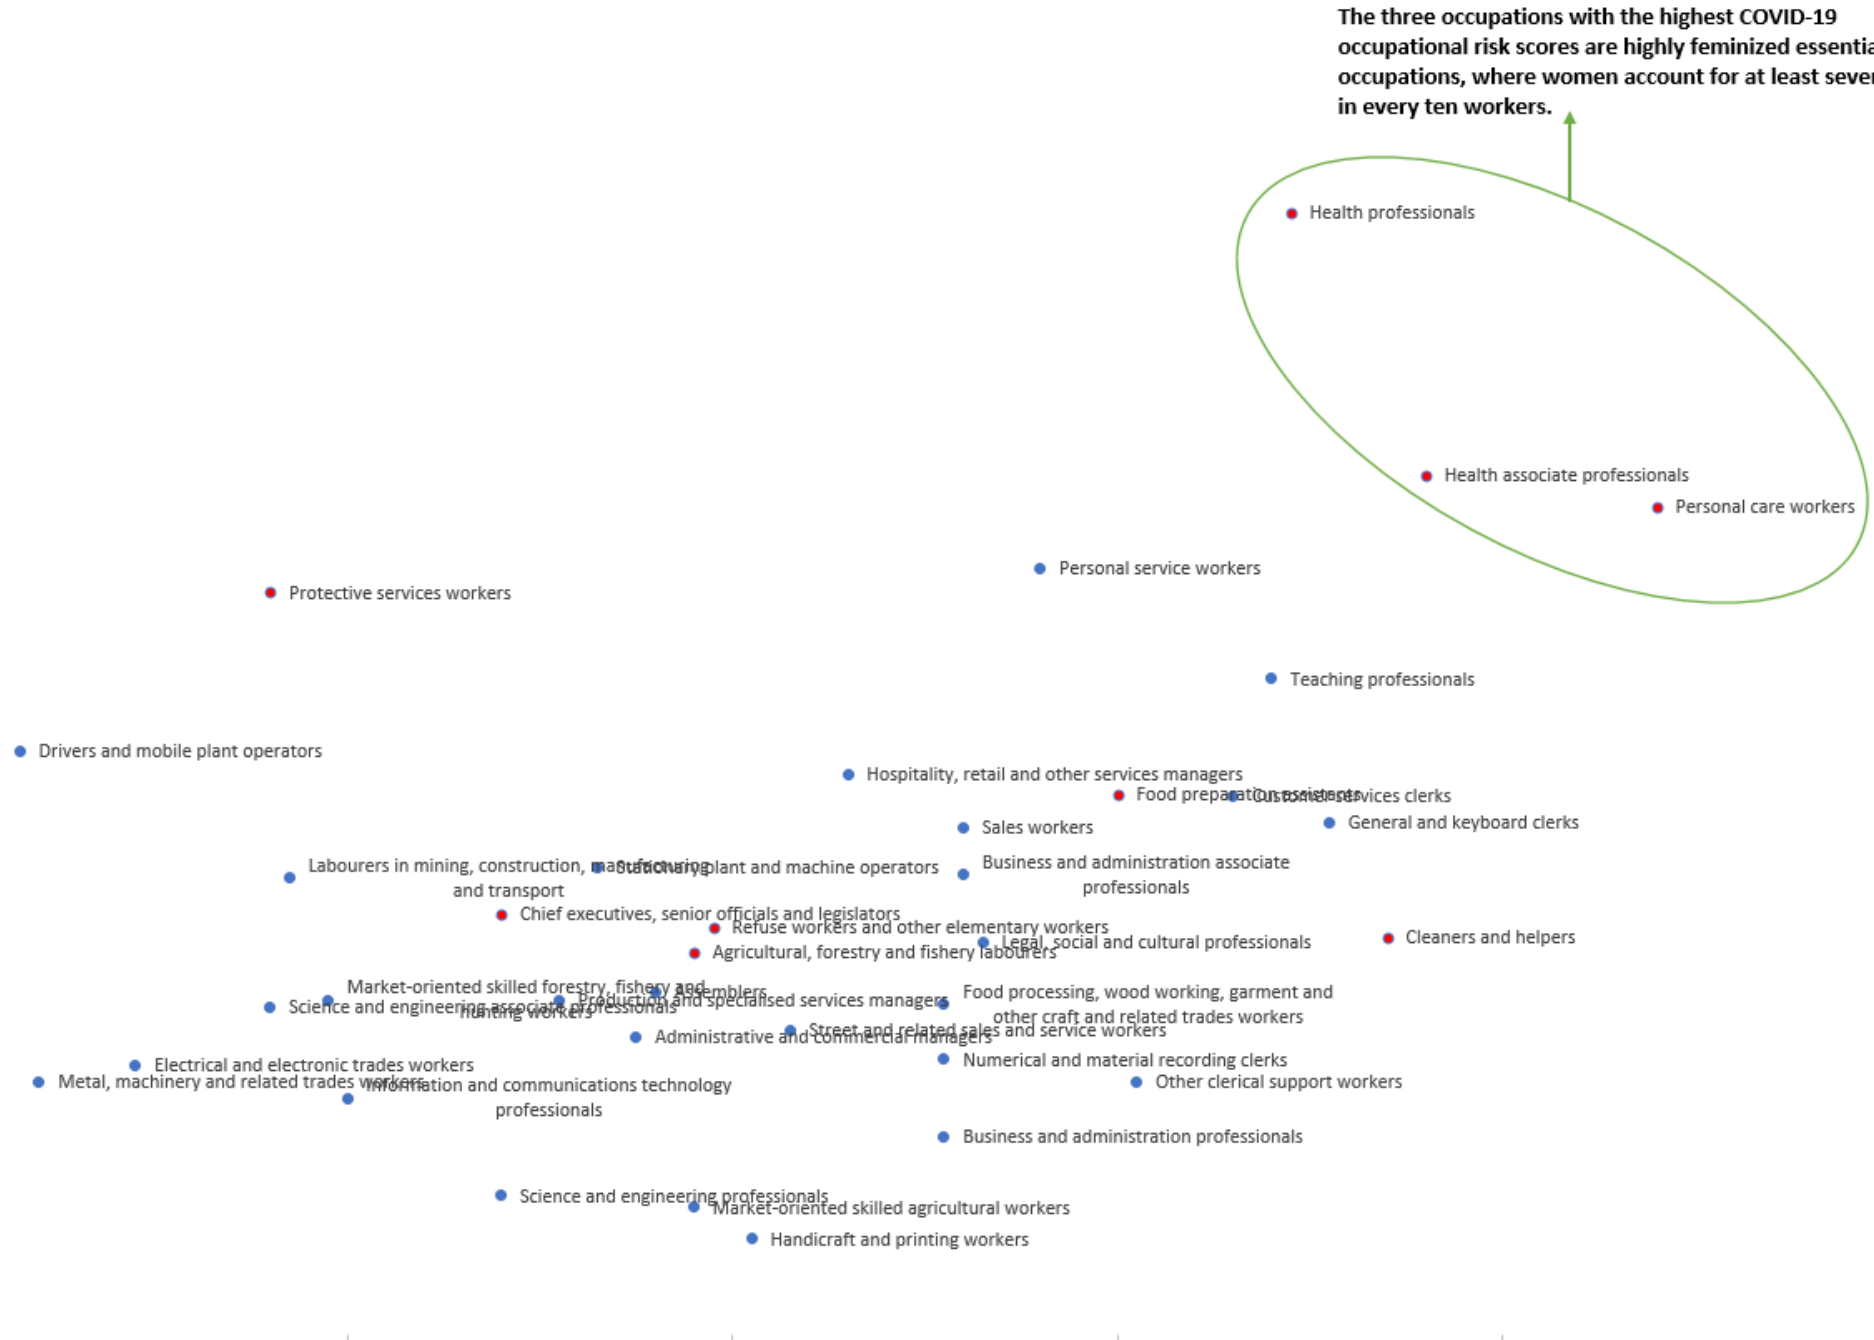 The three occupations with the highest COVID-19
occupational risk scores are highly feminized
occupations, where women account for at least
in every ten workers.
Health professionals
Health associate professionals
Personal care workers
Personal service workers
Protective services workers
Teaching professionals
Drivers and mobile plant operators
Hospitality, retail and other services managers
Food preparation assistants
Customer services clerks
General and keyboard clerks
Sales workers
Labourers in mining, construction, manufacturing
and transport
Stationary plant and machine operators
Business and administration associate
professionals
Chief executives, senior officials and legislators
Refuse workers and other elementary workers
Cleaners and helpers
Legal, social and cultural professionals
Agricultural, forestry and fishery labourers
Market-oriented skilled forestry, fishery and
hunting workers
Assemblers
Food processing, wood working, garment and
other craft and related trades workers
Production and specialised services managers
Science and engineering associate professionals
Street and related sales and service workers
Administrative and commercial managers
Numerical and material recording clerks
Electrical and electronic trades workers
Metal, machinery and related trades workers
Other clerical support workers
Information and communications technology
professionals
Business and administration professionals
Science and engineering professionals
Market-oriented skilled agricultural workers
Handicraft and printing workers